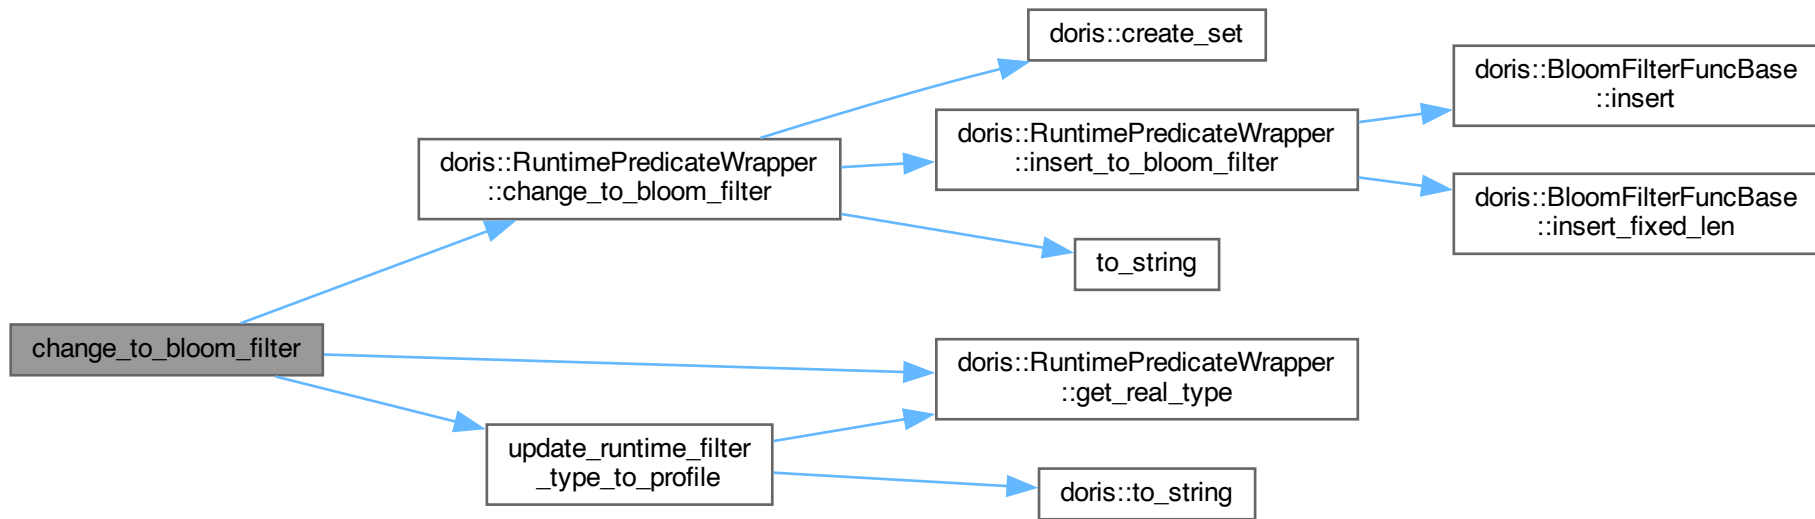 doris::create_set
doris::BloomFilterFuncBase
::insert
doris::RuntimePredicateWrapper
::change_to_bloom_filter
doris::RuntimePredicateWrapper
::insert_to_bloom_filter
doris::BloomFilterFuncBase
::insert_fixed_len
to_string
change_to_bloom_filter
doris::RuntimePredicateWrapper
::get_real_type
update_runtime_filter
_type_to_profile
doris::to_string